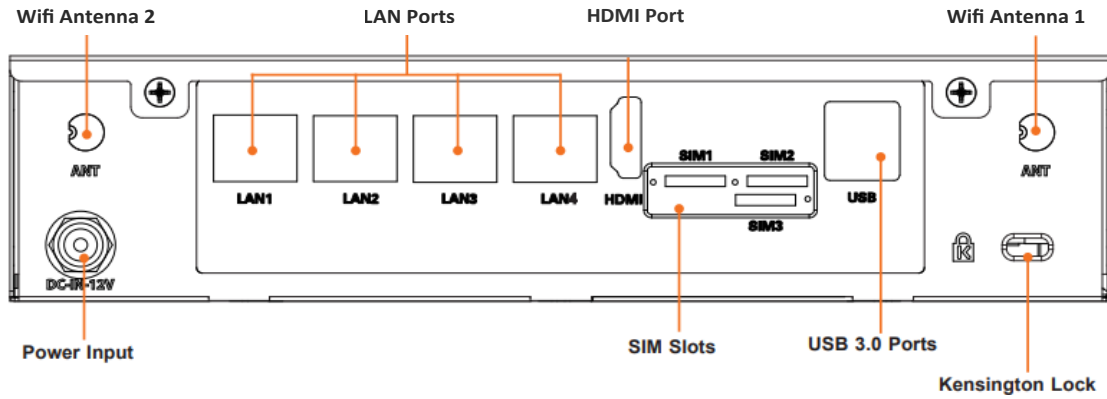 Wifi Antenna 2
LAN Ports
HDMI Port
Wifi Antenna 1
ANT
LAN1
LAN2
LAN3
LAN4
HDMI
SIM1
SIM2
SIM3
USB
ANT
DC-IN-12V
K
Power Input
SIM Slots
USB 3.0 Ports
Kensington Lock